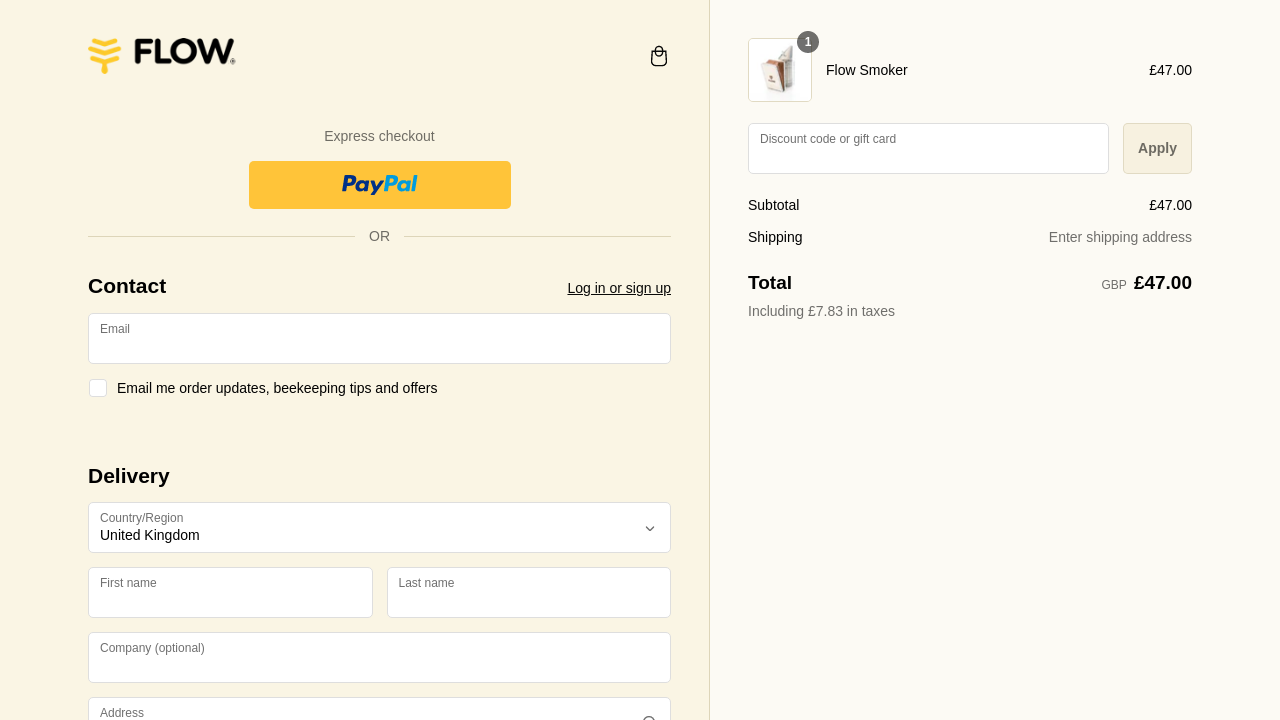 FLOW®
Express checkout
PayPal
OR
Contact
Log in or sign up
Email
Email me order updates, beekeeping tips and offers
Delivery
Country/Region
United Kingdom
First name
Last name
Company (optional)
Address
1
Flow Smoker
£47.00
Discount code or gift card
Apply
Subtotal
£47.00
Shipping
Enter shipping address
Total
GBP £47.00
Including £7.83 in taxes